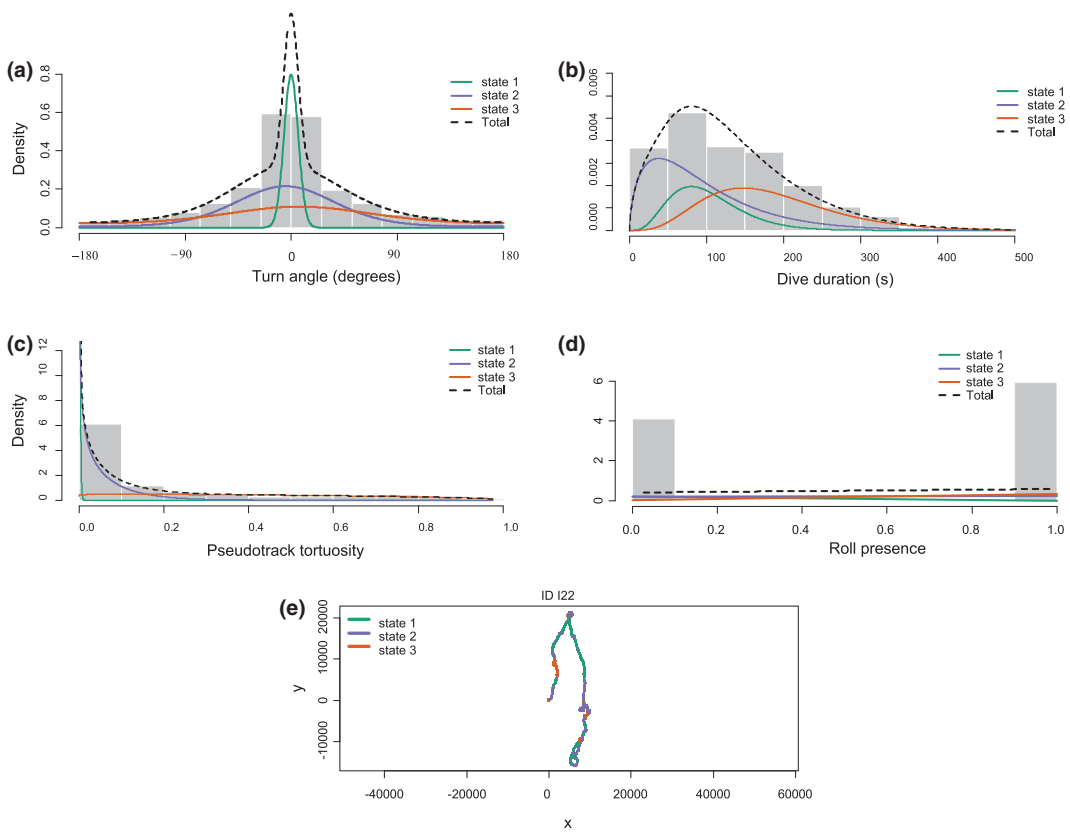 (a)
Density
0.0 0.2 0.4 0.6 0.8
state 1
state 2
state 3
Total
−180 −90 0 90 180
Turn angle (degrees)
(b)
0.000 0.002 0.004 0.006
state 1
state 2
state 3
Total
0 100 200 300 400 500
Dive duration (s)
(c)
Density
0 2 4 6 8 10 12
state 1
state 2
state 3
Total
0.0 0.2 0.4 0.6 0.8 1.0
Pseudotrack tortuosity
(d)
0 2 4 6
state 1
state 2
state 3
Total
0.0 0.2 0.4 0.6 0.8 1.0
Roll presence
(e)
ID I22
y
-10000 0 10000 20000
state 1
state 2
state 3
-40000 -20000 0 20000 40000 60000
x